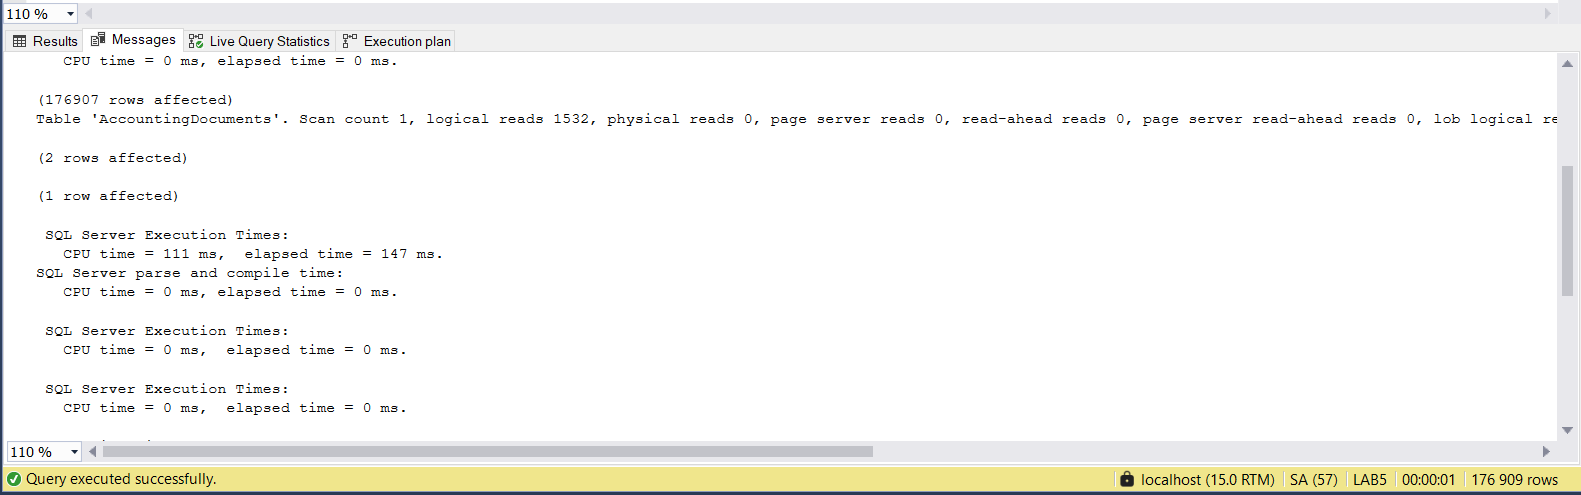 110 %
Results Messages Live Query Statistics Execution plan
CPU time = 0 ms, elapsed time = 0 ms.
(176907 rows affected)
Table 'AccountingDocuments'. Scan count 1, logical reads 1532, physical reads 0, page server reads 0, read-ahead reads 0, page server read-ahead reads 0, lob logical re
(2 rows affected)
(1 row affected)
SQL Server Execution Times:
CPU time = 111 ms, elapsed time = 147 ms.
SQL Server parse and compile time:
CPU time = 0 ms, elapsed time = 0 ms.
SQL Server Execution Times:
CPU time = 0 ms, elapsed time = 0 ms.
SQL Server Execution Times:
CPU time = 0 ms, elapsed time = 0 ms.
110 %
Query executed successfully. localhost (15.0 RTM) SA (57) LAB5 00:00:01 176 909 rows